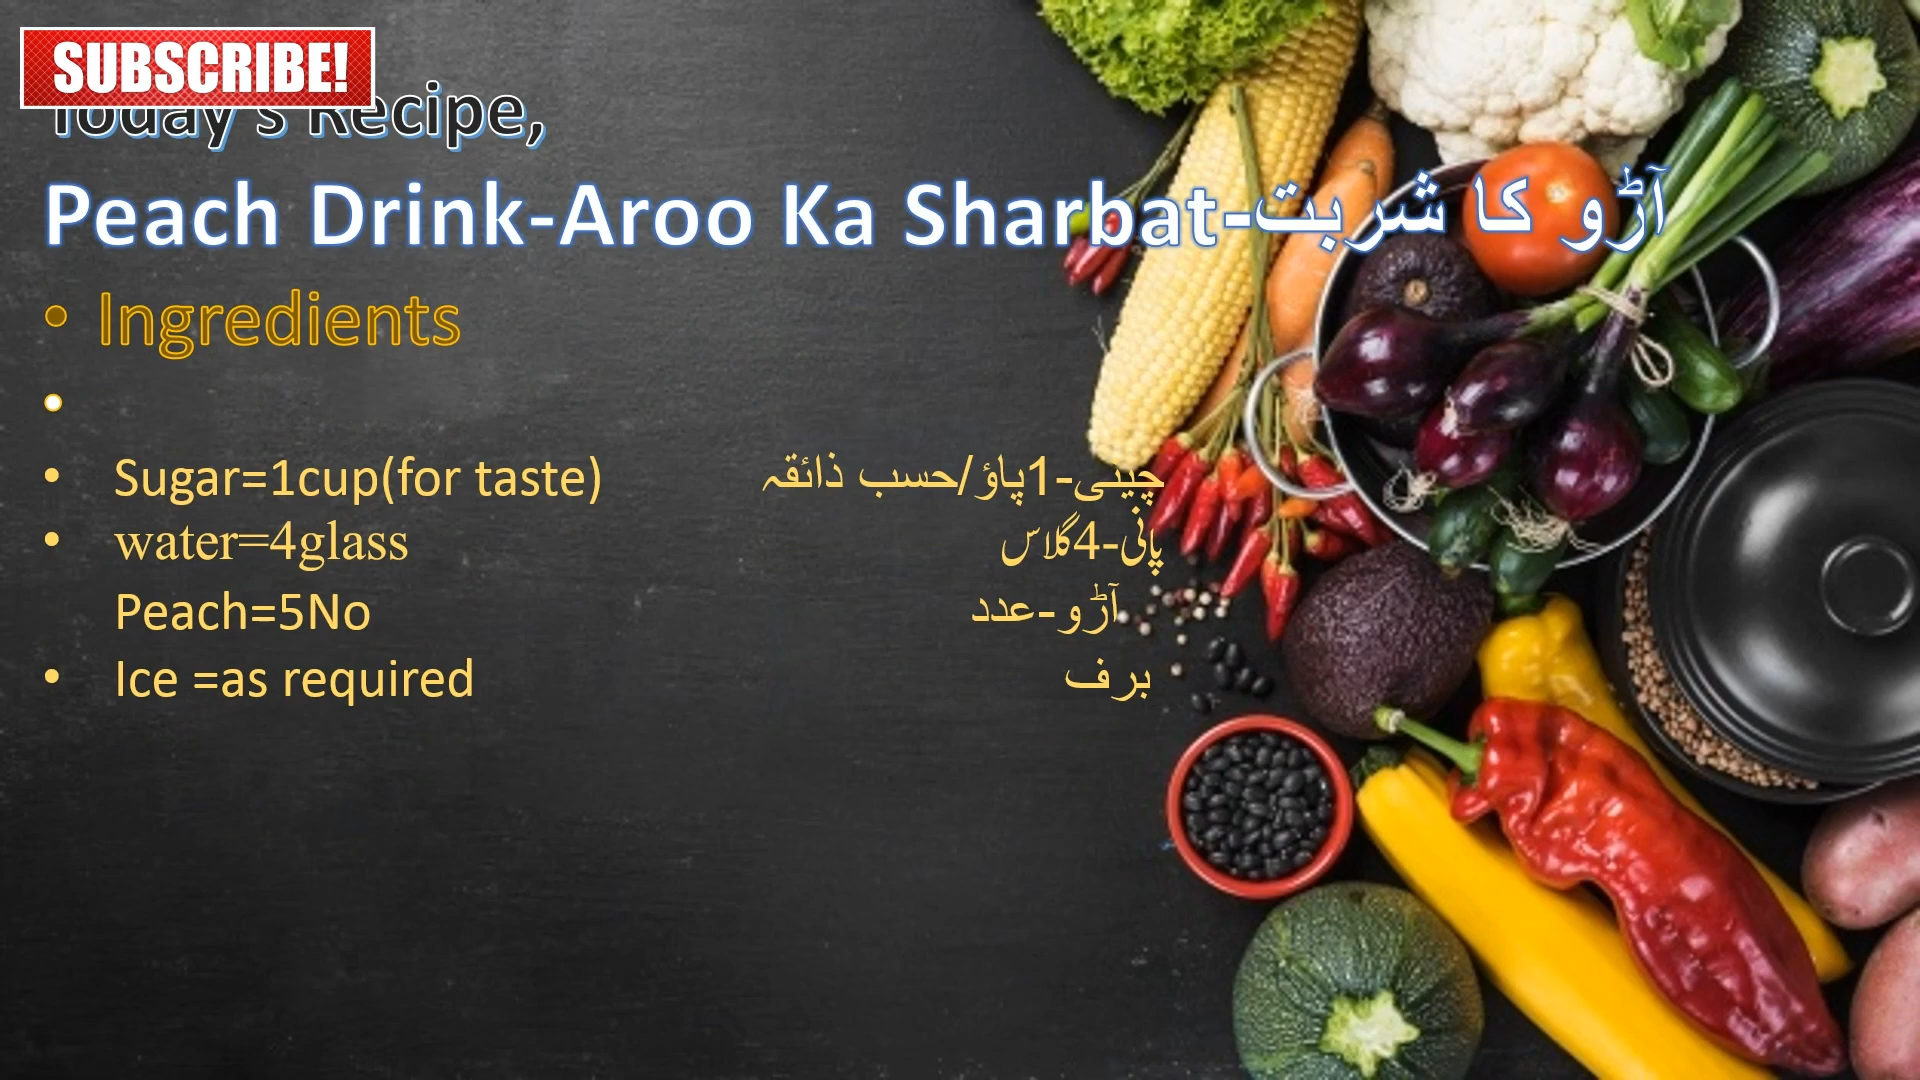 SUBSCRIBE!
Today's Recipe,
Peach Drink-Aroo Ka Sharbat-آڑو کا شربت
• Ingredients
•
• Sugar=1cup(for taste) چینی-1پاؤ/حسب ذائقہ
• water=4glass پانی-4گلاس
Peach=5No آڑو-عدد
• Ice =as required برف